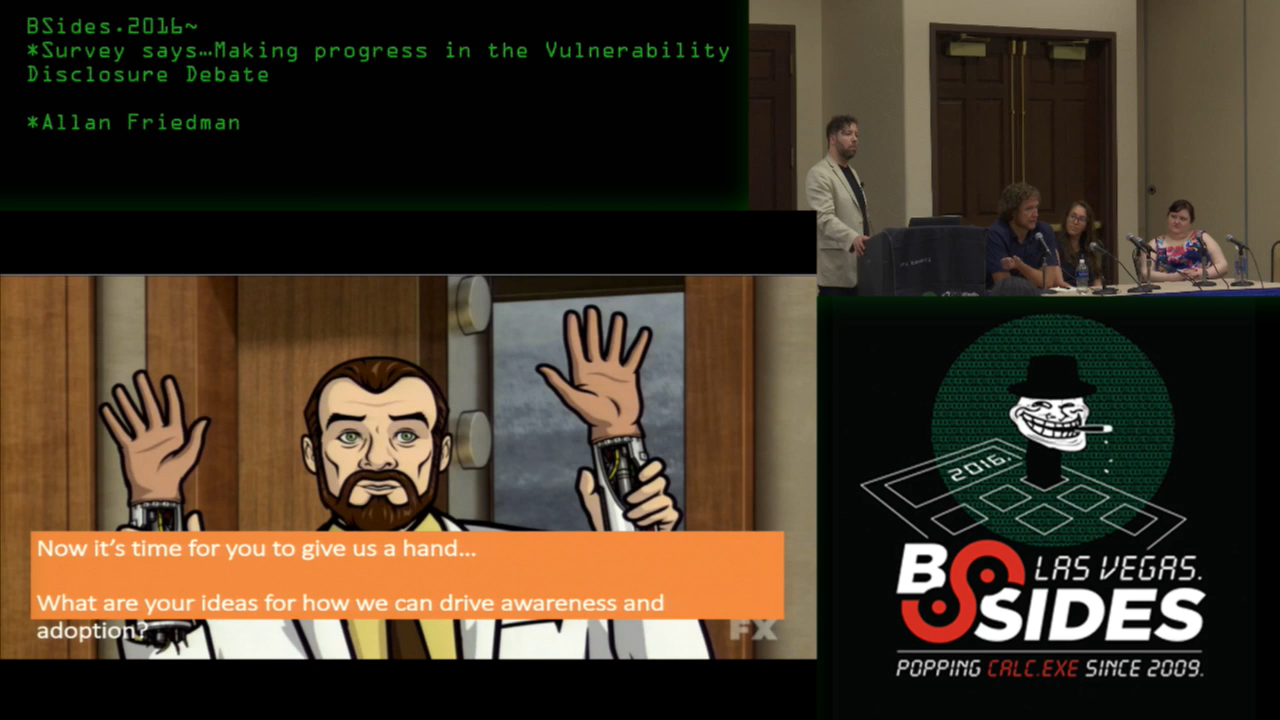 BSides.2016~
*Survey says…Making progress in the Vulnerability
Disclosure Debate
*Allan Friedman
Now it's time for you to give us a hand...
What are your ideas for how we can drive awareness and
adoption?
FX
2016.
BSIDES
LAS VEGAS.
POPPING CALC.EXE SINCE 2009.